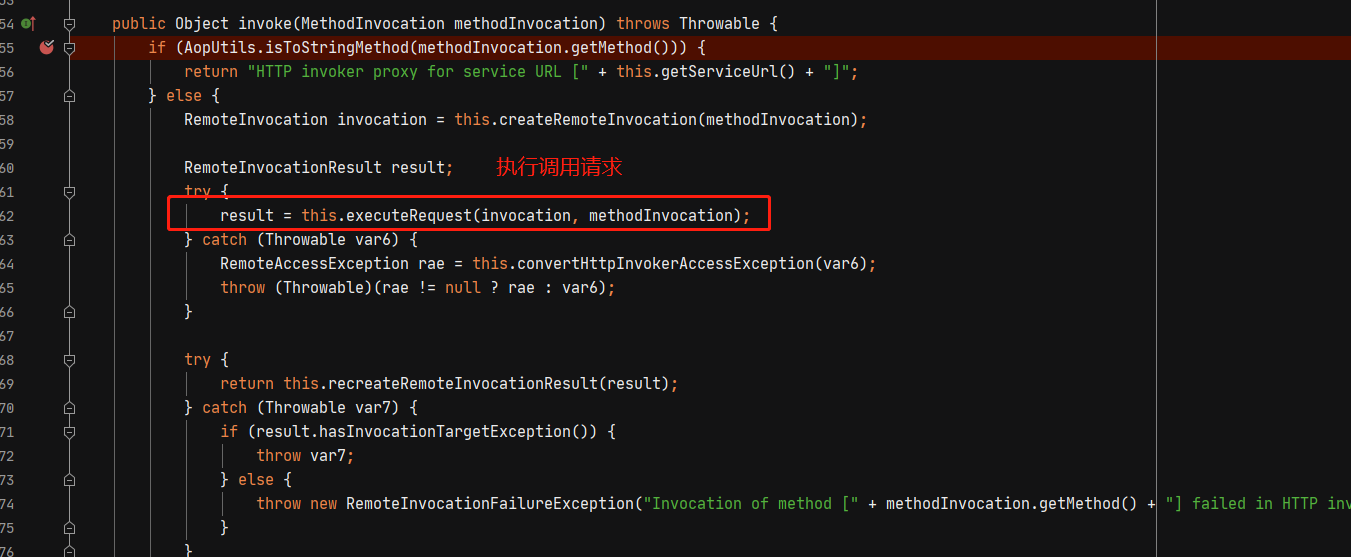 54 public Object invoke(MethodInvocation methodInvocation) throws Throwable {
55 if (AopUtils.isToStringMethod(methodInvocation.getMethod())) {
56 return "HTTP invoker proxy for service URL [" + this.getServiceUrl() + "]";
57 } else {
58 RemoteInvocation invocation = this.createRemoteInvocation(methodInvocation);
59
60 RemoteInvocationResult result; 执行调用请求
61 try {
62 result = this.executeRequest(invocation, methodInvocation);
63 } catch (Throwable var6) {
64 RemoteAccessException rae = this.convertHttpInvokerAccessException(var6);
65 throw (Throwable)(rae != null ? rae : var6);
66 }
67
68 try {
69 return this.recreateRemoteInvocationResult(result);
70 } catch (Throwable var7) {
71 if (result.hasInvocationTargetException()) {
72 throw var7;
73 } else {
74 throw new RemoteInvocationFailureException("Invocation of method [" + methodInvocation.getMethod() + "] failed in HTTP inv
75 }
76 }